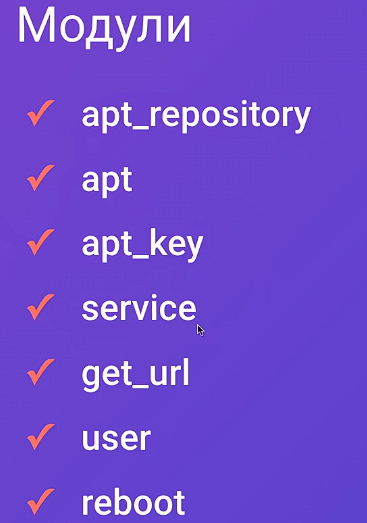 Модули
apt_repository
apt
apt_key
service
get_url
user
reboot